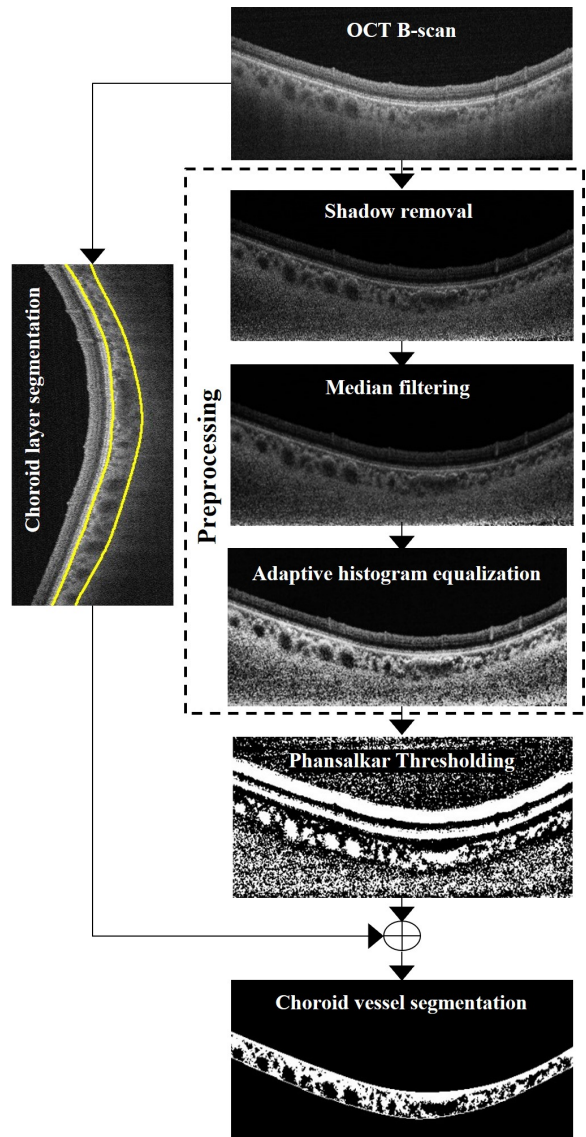 OCT B-scan
Shadow removal
Choroid layer segmentation
Median filtering
Preprocessing
Adaptive histogram equalization
Phansalkar Thresholding
Choroid vessel segmentation